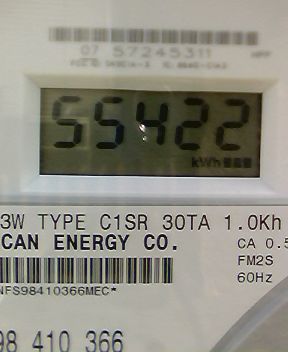 07 57245311
55422
kWh
3W TYPE C1SR 30TA 1.0Kh
CAN ENERGY CO.
CA 0.5
FM2S
60Hz
NFS98410366MEC*
98 410 366